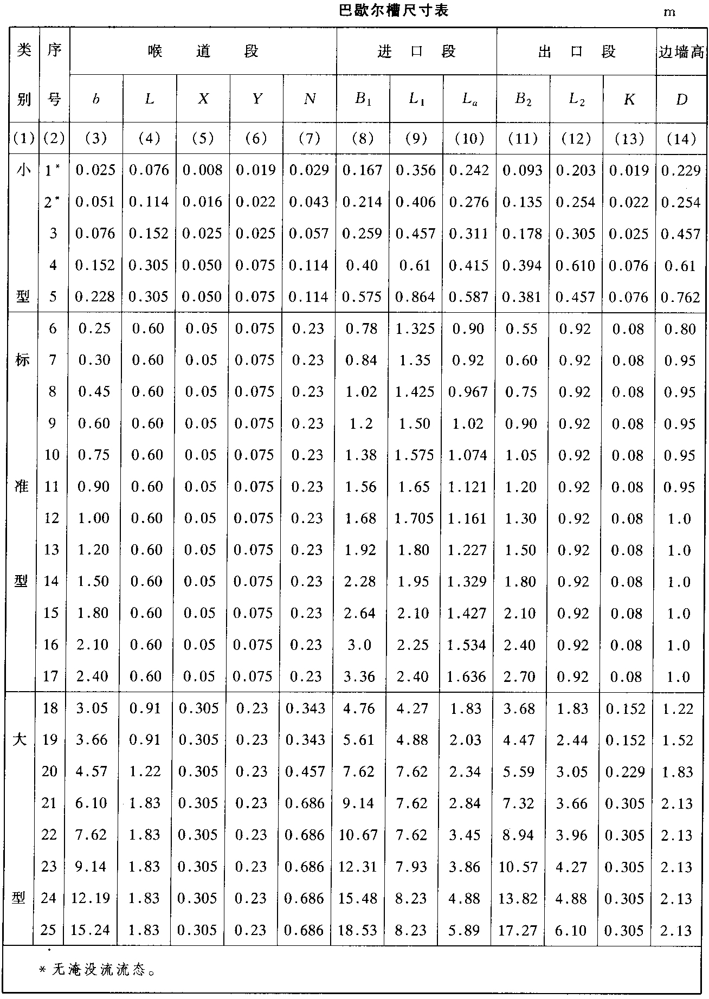 巴歇尔槽尺寸表 m
类 序 喉 道 段 进 口 段 出 口 段 边墙高
别 号 b L X Y N B₁ L₁ Lₐ B₂ L₂ K D
(1) (2) (3) (4) (5) (6) (7) (8) (9) (10) (11) (12) (13) (14)
小 1* 0.025 0.076 0.008 0.019 0.029 0.167 0.356 0.242 0.093 0.203 0.019 0.229
2* 0.051 0.114 0.016 0.022 0.043 0.214 0.406 0.276 0.135 0.254 0.022 0.254
3 0.076 0.152 0.025 0.025 0.057 0.259 0.457 0.311 0.178 0.305 0.025 0.457
4 0.152 0.305 0.050 0.075 0.114 0.40 0.61 0.415 0.394 0.610 0.076 0.61
型 5 0.228 0.305 0.050 0.075 0.114 0.575 0.864 0.587 0.381 0.457 0.076 0.762
6 0.25 0.60 0.05 0.075 0.23 0.78 1.325 0.90 0.55 0.92 0.08 0.80
标 7 0.30 0.60 0.05 0.075 0.23 0.84 1.35 0.92 0.60 0.92 0.08 0.95
8 0.45 0.60 0.05 0.075 0.23 1.02 1.425 0.967 0.75 0.92 0.08 0.95
9 0.60 0.60 0.05 0.075 0.23 1.2 1.50 1.02 0.90 0.92 0.08 0.95
10 0.75 0.60 0.05 0.075 0.23 1.38 1.575 1.074 1.05 0.92 0.08 0.95
准 11 0.90 0.60 0.05 0.075 0.23 1.56 1.65 1.121 1.20 0.92 0.08 0.95
12 1.00 0.60 0.05 0.075 0.23 1.68 1.705 1.161 1.30 0.92 0.08 1.0
13 1.20 0.60 0.05 0.075 0.23 1.92 1.80 1.227 1.50 0.92 0.08 1.0
型 14 1.50 0.60 0.05 0.075 0.23 2.28 1.95 1.329 1.80 0.92 0.08 1.0
15 1.80 0.60 0.05 0.075 0.23 2.64 2.10 1.427 2.10 0.92 0.08 1.0
16 2.10 0.60 0.05 0.075 0.23 3.0 2.25 1.534 2.40 0.92 0.08 1.0
17 2.40 0.60 0.05 0.075 0.23 3.36 2.40 1.636 2.70 0.92 0.08 1.0
18 3.05 0.91 0.305 0.23 0.343 4.76 4.27 1.83 3.68 1.83 0.152 1.22
大 19 3.66 0.91 0.305 0.23 0.343 5.61 4.88 2.03 4.47 2.44 0.152 1.52
20 4.57 1.22 0.305 0.23 0.457 7.62 7.62 2.34 5.59 3.05 0.229 1.83
21 6.10 1.83 0.305 0.23 0.686 9.14 7.62 2.84 7.32 3.66 0.305 2.13
22 7.62 1.83 0.305 0.23 0.686 10.67 7.62 3.45 8.94 3.96 0.305 2.13
23 9.14 1.83 0.305 0.23 0.686 12.31 7.93 3.86 10.57 4.27 0.305 2.13
型 24 12.19 1.83 0.305 0.23 0.686 15.48 8.23 4.88 13.82 4.88 0.305 2.13
25 15.24 1.83 0.305 0.23 0.686 18.53 8.23 5.89 17.27 6.10 0.305 2.13
*无淹没流流态。